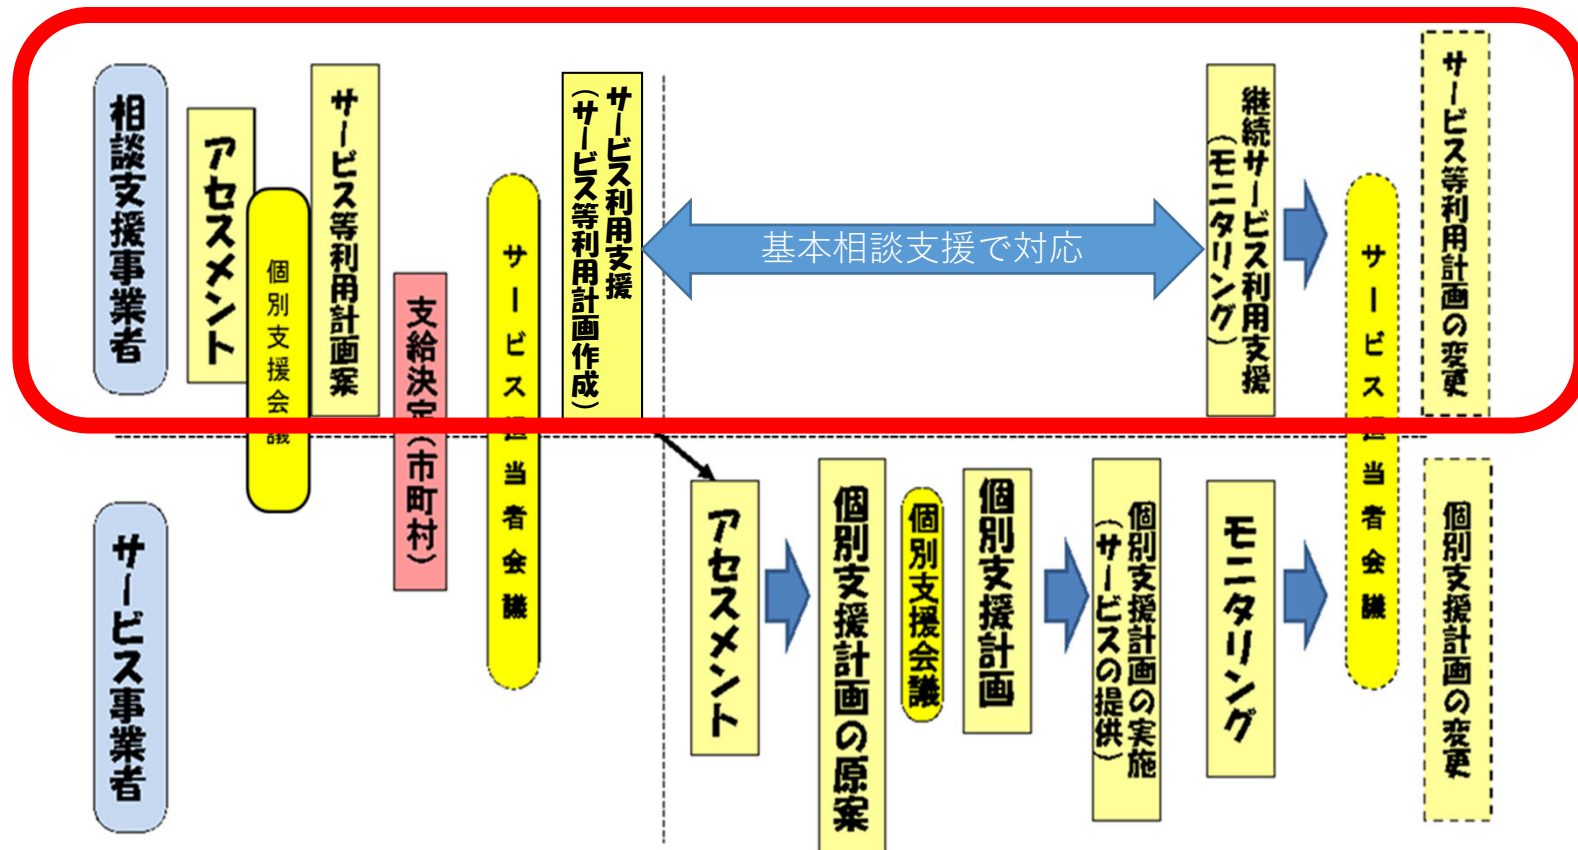 相談支援事業者
アセスメント
個別支援会議
サービス等利用計画案
支給決定(市町村)
サービス担当者会議
サービス利用支援
(サービス等利用計画作成)
基本相談支援で対応
継続サービス利用支援
(モニタリング)
サービス担当者会議
サービス等利用計画の変更
サービス事業者
アセスメント
個別支援計画の原案
個別支援会議
個別支援計画
個別支援計画の実施
(サービスの提供)
モニタリング
個別支援計画の変更